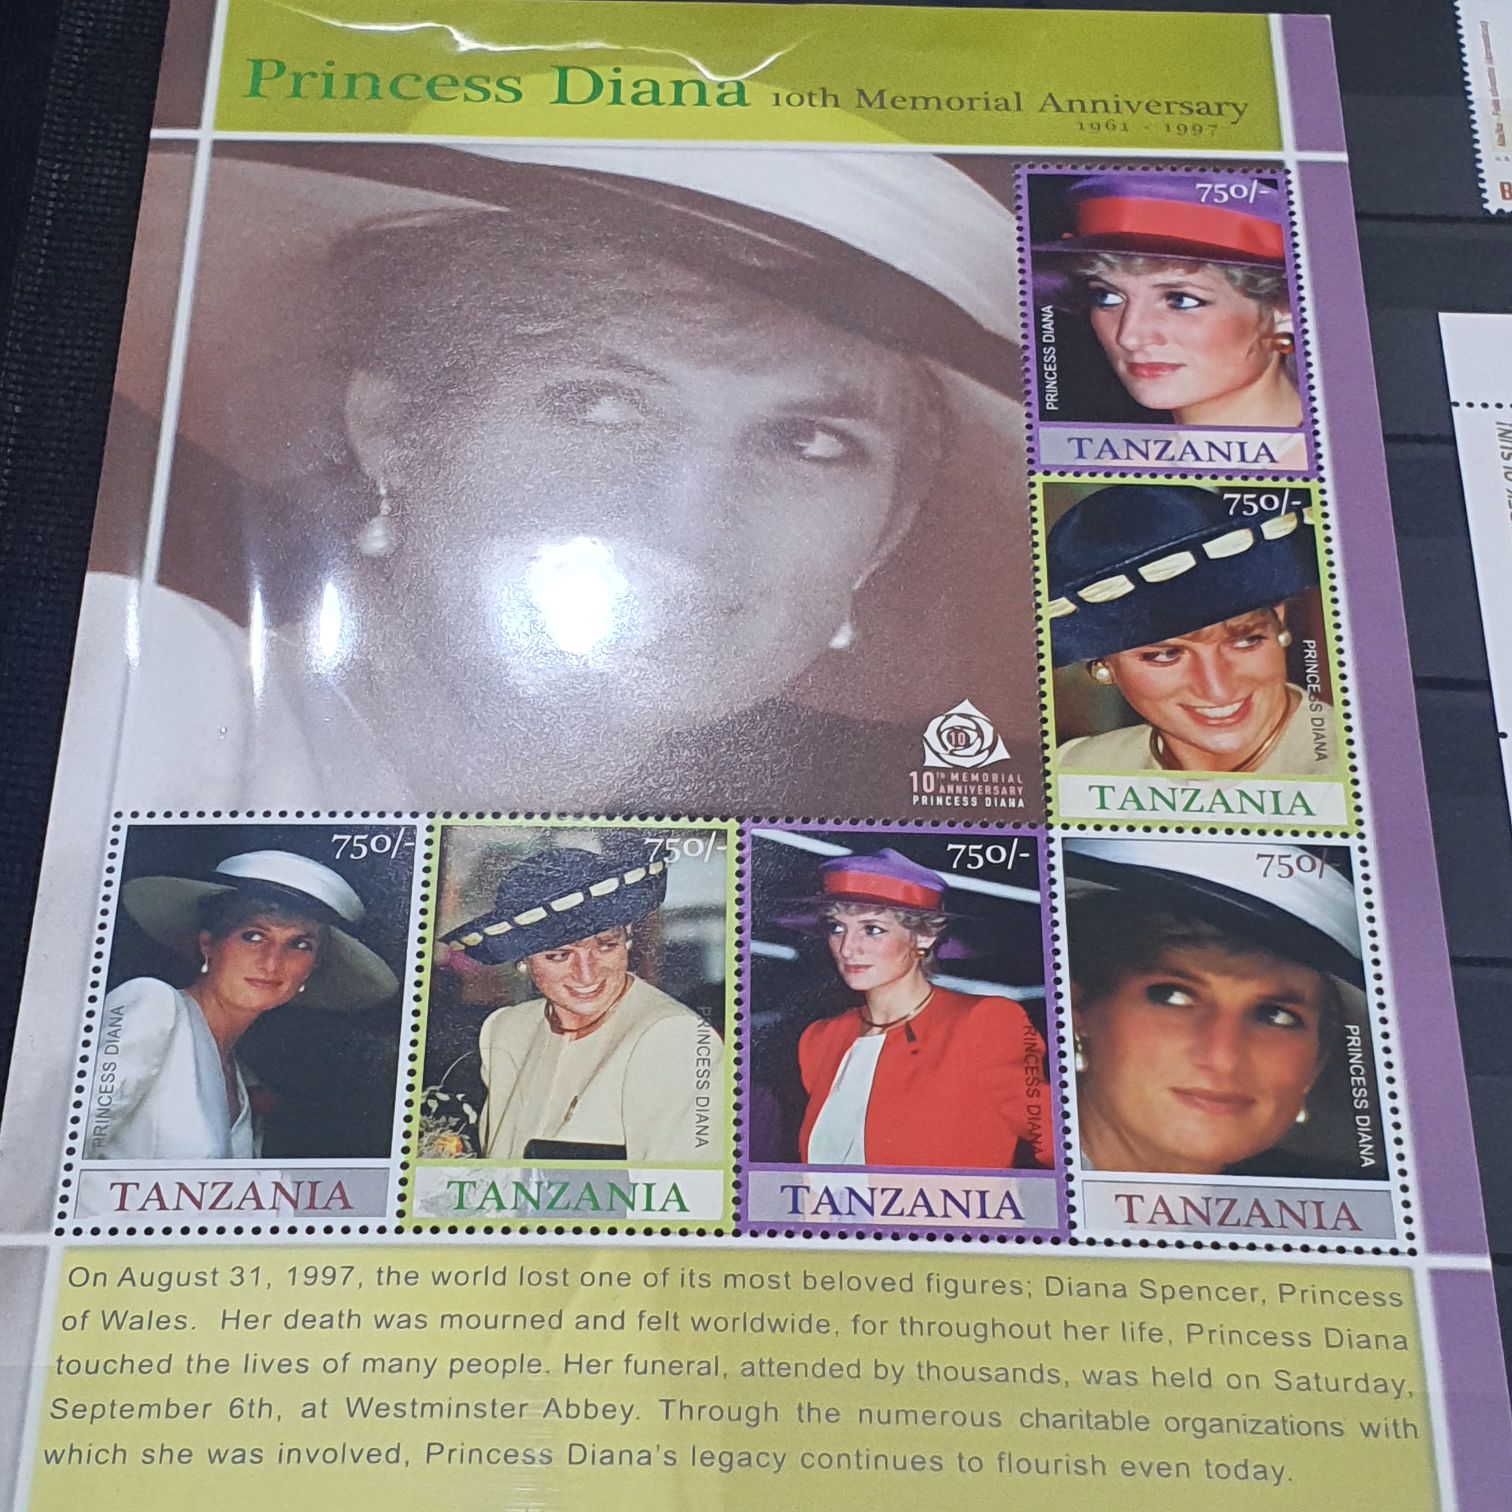 Princess Diana 10th Memorial Anniversary
1961 - 1997
750/-
PRINCESS DIANA
TANZANIA
750/-
PRINCESS DIANA
TANZANIA
10
10TH MEMORIAL
ANNIVERSARY
PRINCESS DIANA
750/-
PRINCESS DIANA
TANZANIA
750/-
PRINCESS DIANA
TANZANIA
750/-
PRINCESS DIANA
TANZANIA
750/-
PRINCESS DIANA
TANZANIA
On August 31, 1997, the world lost one of its most beloved figures; Diana Spencer, Princess
of Wales. Her death was mourned and felt worldwide, for throughout her life, Princess Diana
touched the lives of many people. Her funeral, attended by thousands, was held on Saturday,
September 6th, at Westminster Abbey. Through the numerous charitable organizations with
which she was involved, Princess Diana's legacy continues to flourish even today.